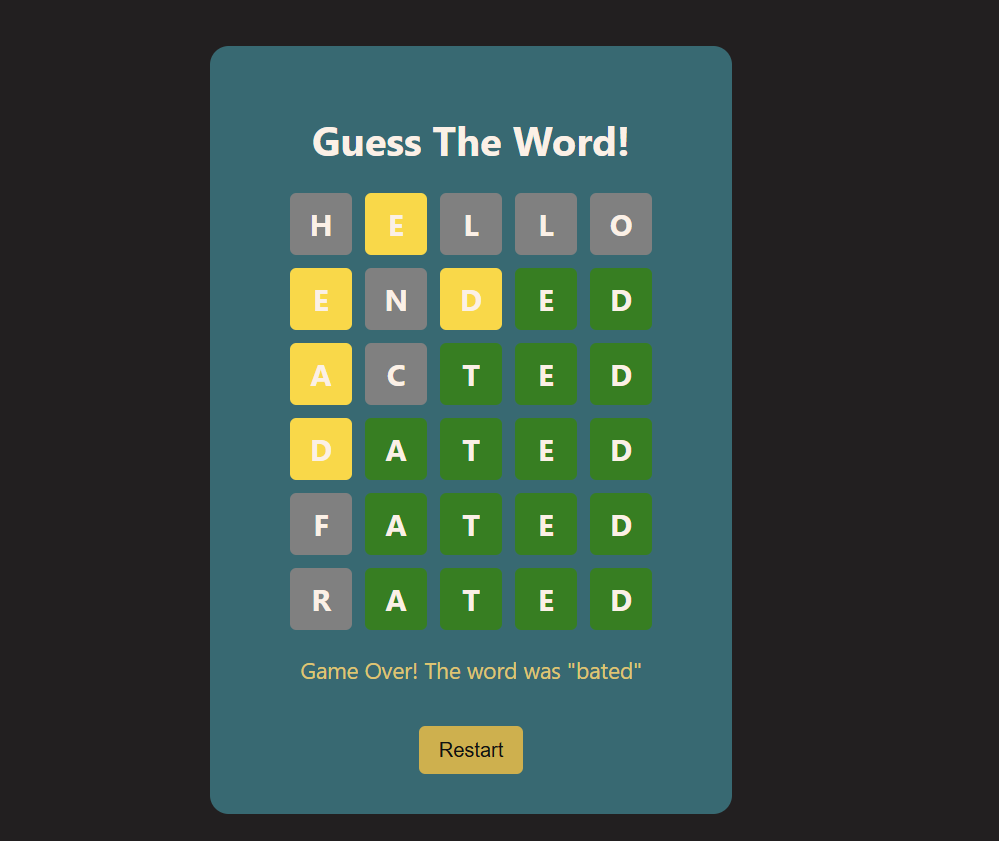 Guess The Word!
H E L L O
E N D E D
A C T E D
D A T E D
F A T E D
R A T E D
Game Over! The word was "bated"
Restart